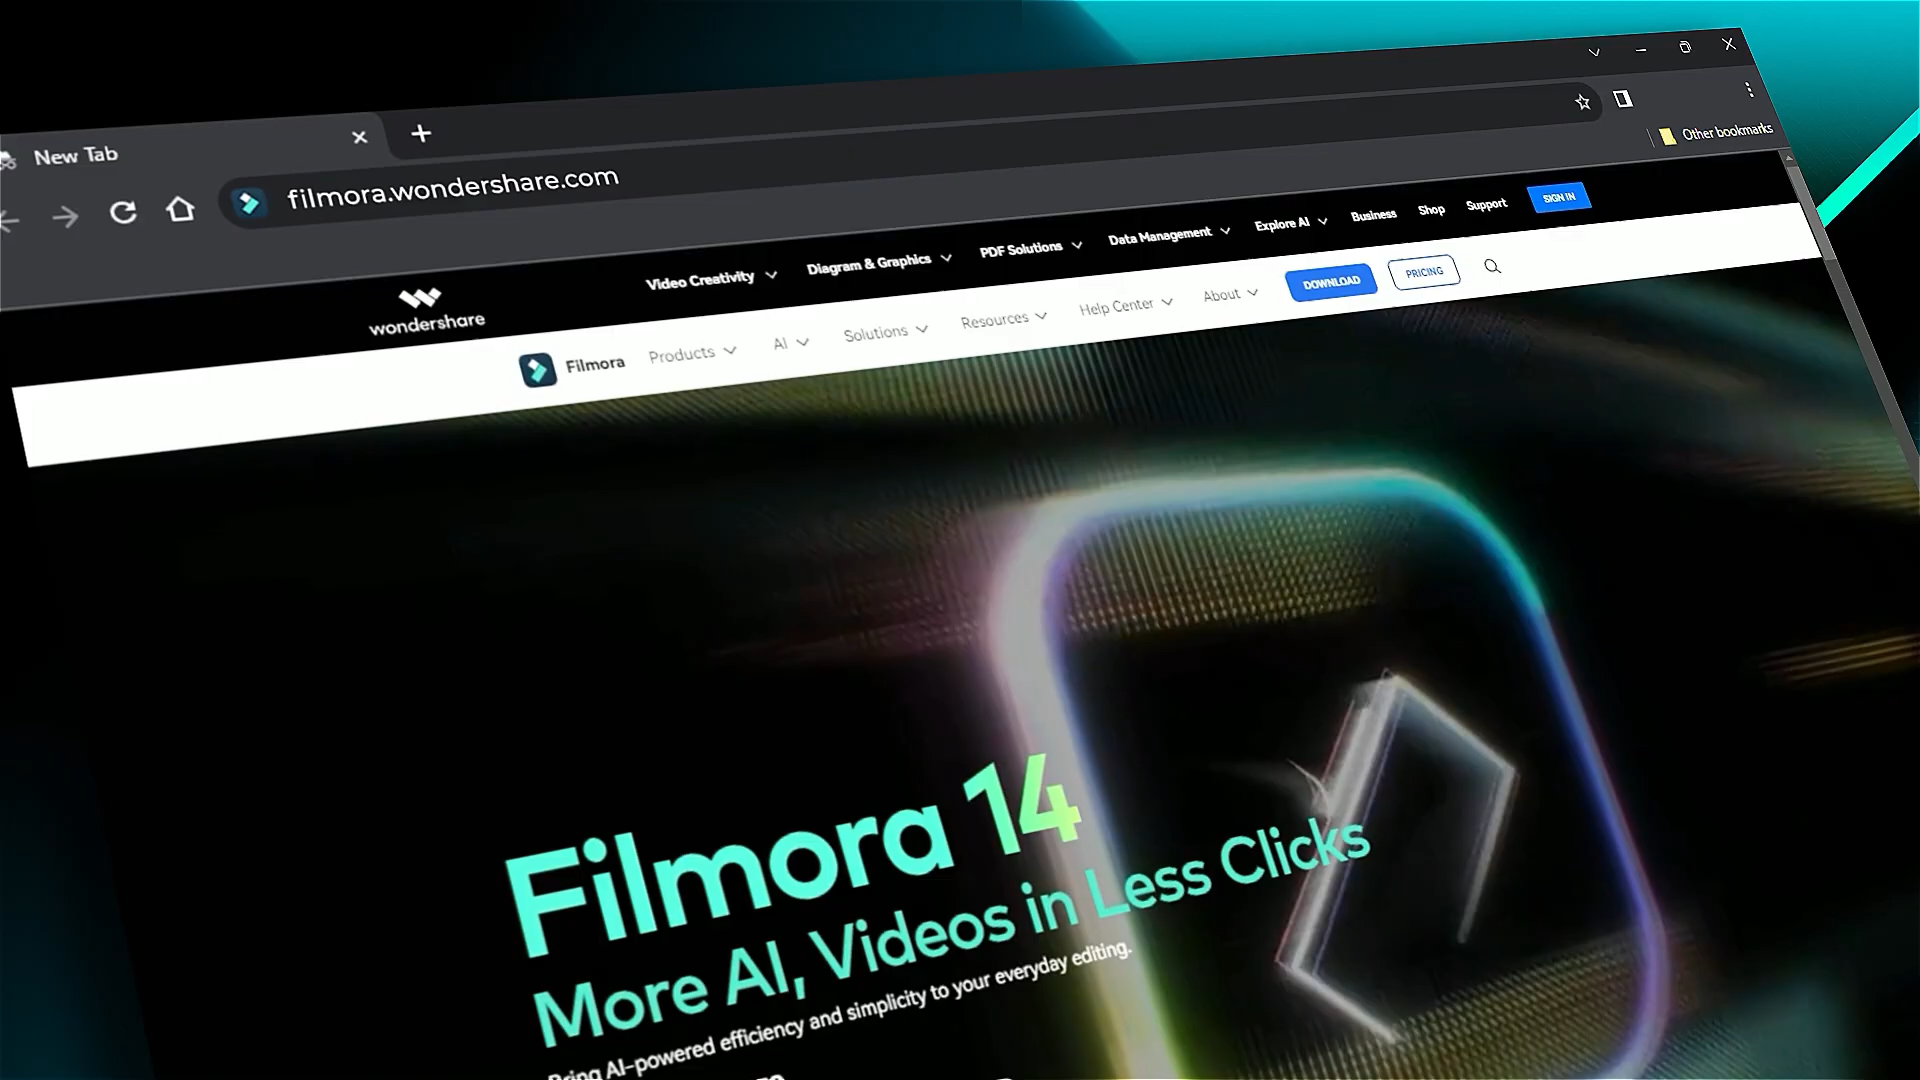 New Tab
filmora.wondershare.com
Other bookmarks
wondershare
Video Creativity
Diagram & Graphics
PDF Solutions
Data Management
Explore AI
Business
Shop
Support
SIGN IN
Filmora
Products
AI
Solutions
Resources
Help Center
About
DOWNLOAD
PRICING
Filmora 14
More AI, Videos in Less Clicks
Bring AI-powered efficiency and simplicity to your everyday editing.